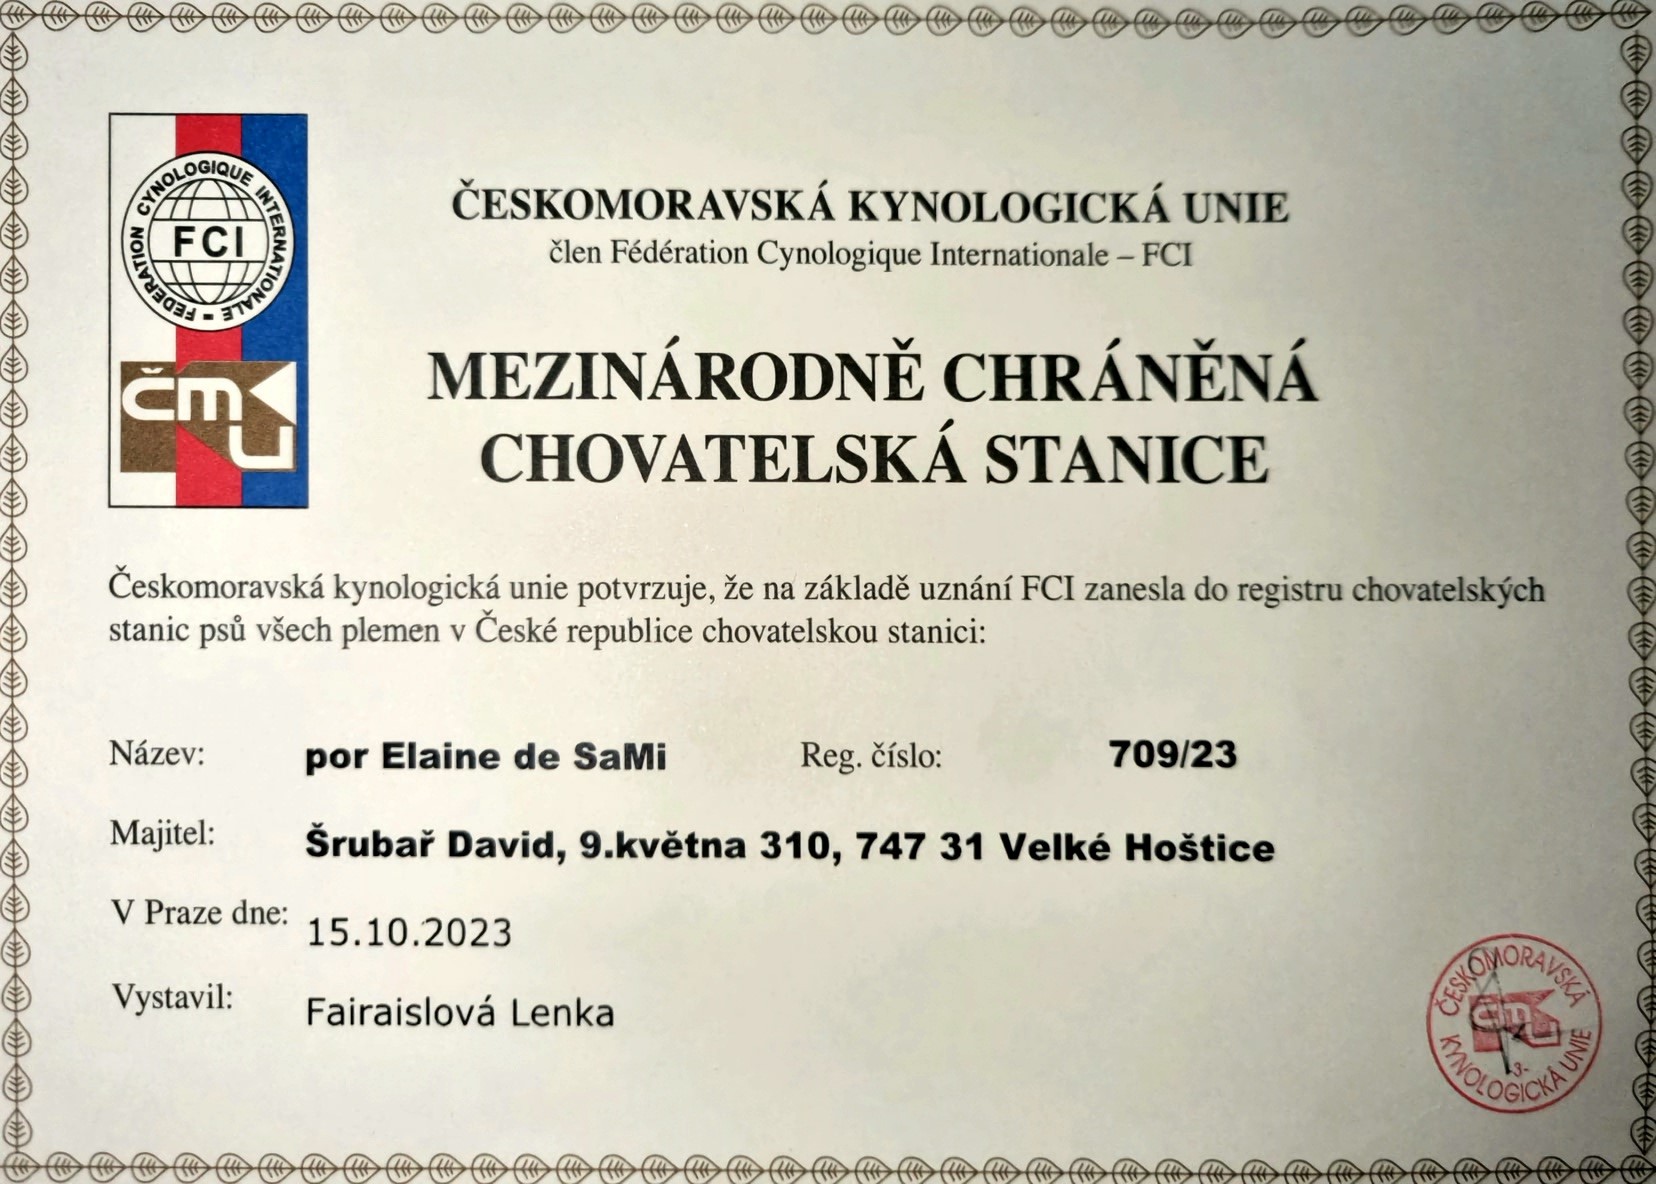 FEDERATION CYNOLOGIQUE INTERNATIONALE -
FCI
čmKU
ČESKOMORAVSKÁ KYNOLOGICKÁ UNIE
člen Fédération Cynologique Internationale – FCI
MEZINÁRODNĚ CHRÁNĚNÁ
CHOVATELSKÁ STANICE
Českomoravská kynologická unie potvrzuje, že na základě uznání FCI zanesla do registru chovatelských
stanic psů všech plemen v České republice chovatelskou stanici:
Název: por Elaine de SaMi Reg. číslo: 709/23
Majitel: Šrubař David, 9.května 310, 747 31 Velké Hoštice
V Praze dne: 15.10.2023
Vystavil: Fairaislová Lenka
ČESKOMORAVSKÁ
KYNOLOGICKÁ UNIE
čmKU
-3-